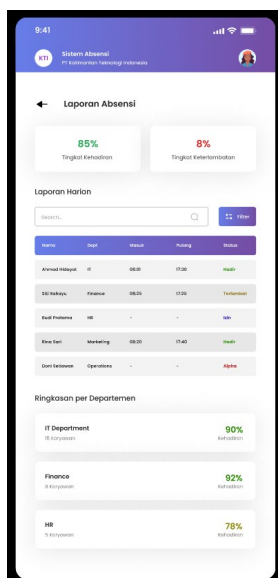 9:41
KTI
Sistem Absensi
PT Kalimantan Teknologi Indonesia
Laporan Absensi
85%
Tingkat Kehadiran
8%
Tingkat Keterlambatan
Laporan Harian
Search..
Filter
Nama Dept Masuk Pulang Status
Ahmad Hidayat IT 08:01 17:30 Hadir
Siti Rahayu Finance 08:35 17:25 Terlambat
Budi Pratama HR - - Izin
Rina Sari Marketing 08:20 17:40 Hadir
Doni Setiawan Operations - - Alpha
Ringkasan per Departemen
IT Department
90%
Karyawan
Kehadiran
Finance
92%
8 Karyawan
Kehadiran
HR
78%
5 Karyawan
Kehadiran